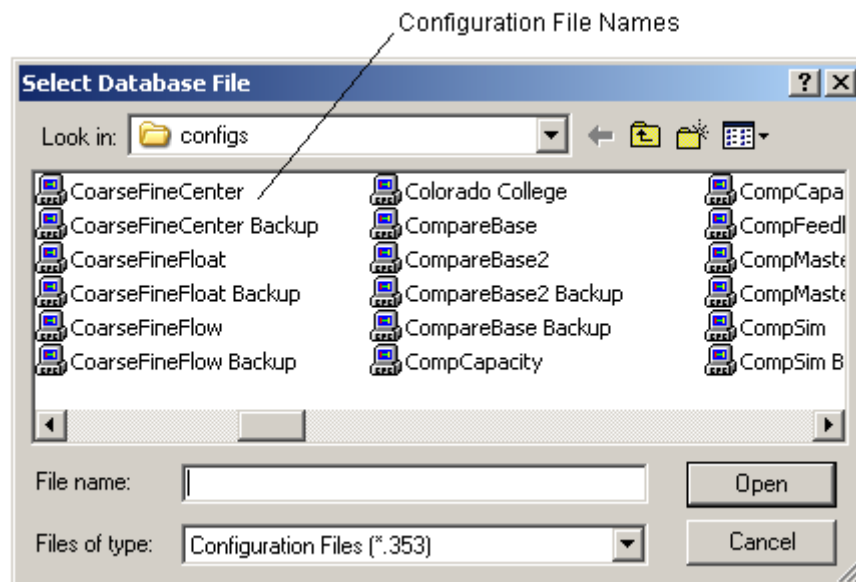 Configuration File Names
Select Database File
Look in: configs
CoarseFineCenter
CoarseFineCenter Backup
CoarseFineFloat
CoarseFineFloat Backup
CoarseFineFlow
CoarseFineFlow Backup
Colorado College
CompareBase
CompareBase2
CompareBase2 Backup
CompareBase Backup
CompCapacity
CompCapa
CompFeed
CompMaste
CompMaste
CompSim
CompSim B
File name:
Open
Files of type: Configuration Files (*.353)
Cancel